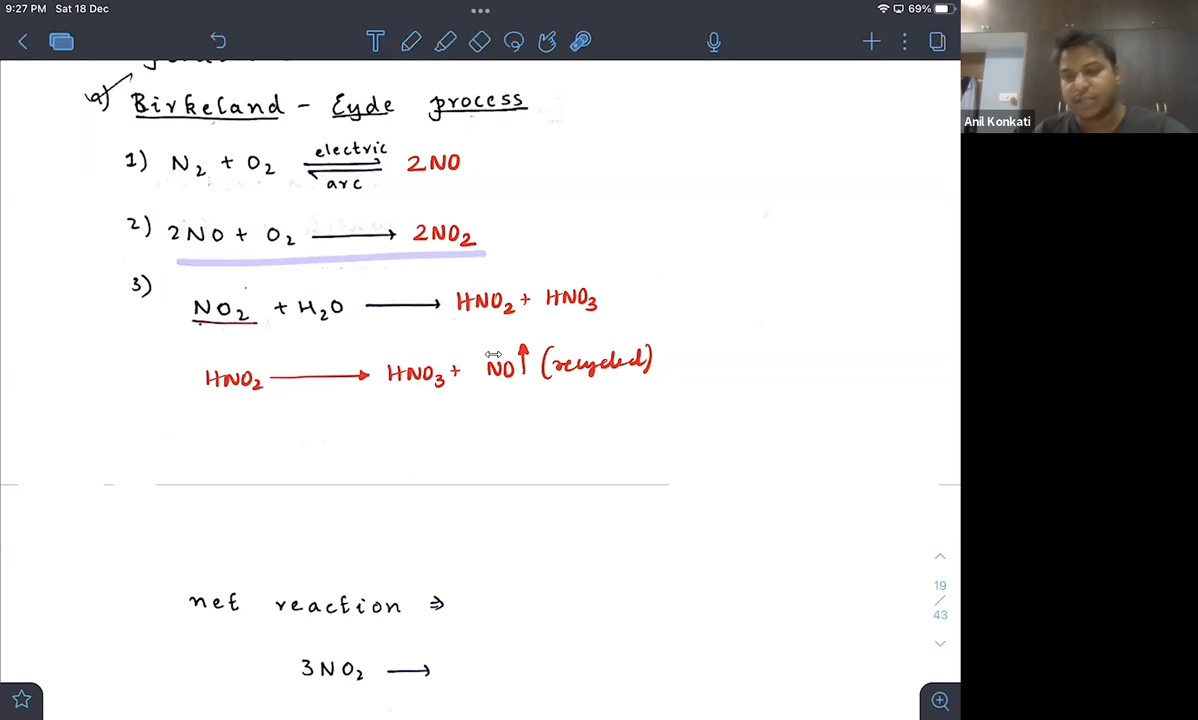 9:27 PM Sat 18 Dec
69%
a) Birkeland - Eyde process
1) N2 + O2 electric arc 2NO
2) 2NO + O2 ⟶ 2NO2
3)
NO2 + H2O ⟶ HNO2 + HNO3
HNO2 ⟶ HNO3 + NO↑ (recycled)
net reaction ⇒
3NO2 ⟶
Anil Konkati
19
/
43